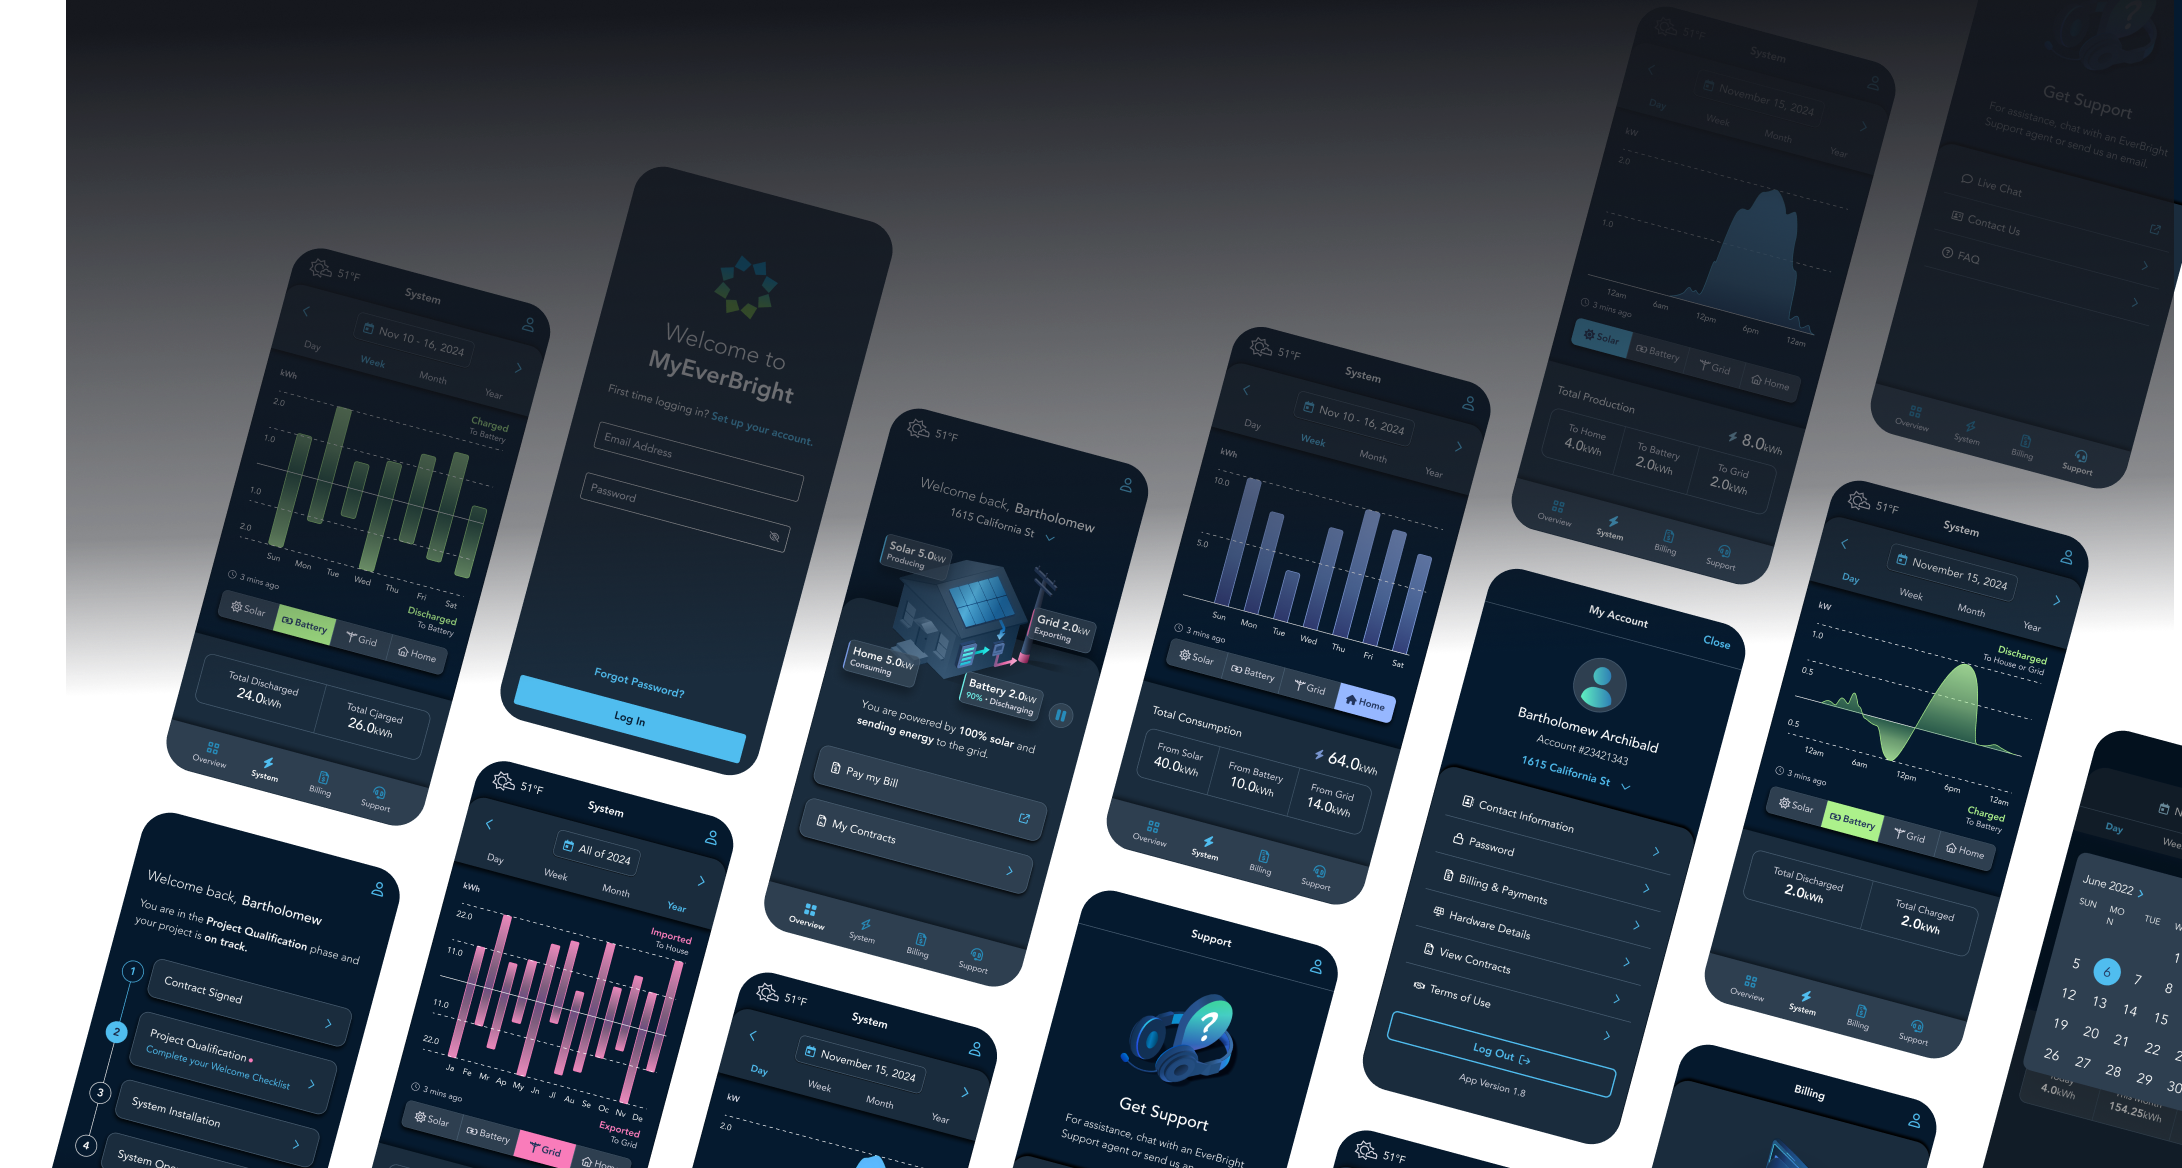 51°F
System
Nov 10 - 16, 2024
Day
Week
Month
Year
kWh
2.0
1.0
1.0
2.0
Charged
To Battery
Sun
Mon
Tue
Wed
Thu
Fri
Sat
3 mins ago
Discharged
To Battery
Solar
Battery
Grid
Home
Total Discharged
24.0kWh
Total Cjarged
26.0kWh
Overview
System
Billing
Support
Welcome to
MyEverBright
First time logging in? Set up your account.
Email Address
Password
Forgot Password?
Log In
51°F
Welcome back, Bartholomew
1615 California St
Solar 5.0kW
Producing
Grid 2.0kW
Exporting
Home 5.0kW
Consuming
Battery 2.0kW
90% • Discharging
You are powered by 100% solar and
sending energy to the grid.
Pay my Bill
My Contracts
Overview
System
Billing
Support
51°F
System
Nov 10 - 16, 2024
Day
Week
Month
Year
kWh
10.0
5.0
Sun
Mon
Tue
Wed
Thu
Fri
Sat
3 mins ago
Solar
Battery
Grid
Home
Total Consumption
64.0kWh
From Solar
40.0kWh
From Battery
10.0kWh
From Grid
14.0kWh
Overview
System
Billing
Support
51°F
System
November 15, 2024
Day
Week
Month
Year
kW
2.0
1.0
12am
6am
12pm
6pm
12am
3 mins ago
Solar
Battery
Grid
Home
Total Production
8.0kWh
To Home
4.0kWh
To Battery
2.0kWh
To Grid
2.0kWh
Overview
System
Billing
Support
Get Support
For assistance, chat with an EverBright
Support agent or send us an email.
Live Chat
Contact Us
FAQ
Overview
System
Billing
Support
My Account
Close
Bartholomew Archibald
Account #23421343
1615 California St
Contact Information
Password
Billing & Payments
Hardware Details
View Contracts
Terms of Use
Log Out
App Version 1.8
51°F
System
November 15, 2024
Day
Week
Month
Year
kW
1.0
0.5
0.5
Discharged
To House or Grid
12am
6am
12pm
6pm
12am
3 mins ago
Charged
To Battery
Solar
Battery
Grid
Home
Total Discharged
2.0kWh
Total Charged
2.0kWh
Overview
System
Billing
Support
Welcome back, Bartholomew
You are in the Project Qualification phase and
your project is on track.
1
Contract Signed
2
Project Qualification
Complete your Welcome Checklist
3
System Installation
4
51°F
System
All of 2024
Day
Week
Month
Year
kWh
22.0
11.0
11.0
22.0
Imported
To House
Ja
Fe
Mr
Ap
My
Jn
Jl
Au
Se
Oc
Nv
De
3 mins ago
Exported
To Grid
Solar
Battery
Grid
51°F
System
November 15, 2024
Day
Week
Month
Year
kW
2.0
Support
Get Support
For assistance, chat with an EverBright
Support agent or send us an
51°F
Billing
Day
June 2022
SUN
MO
N
TUE
5
6
7
8
12
13
14
15
19
20
21
22
26
27
28
29
30
4.0kWh
This Month
154.25kWh